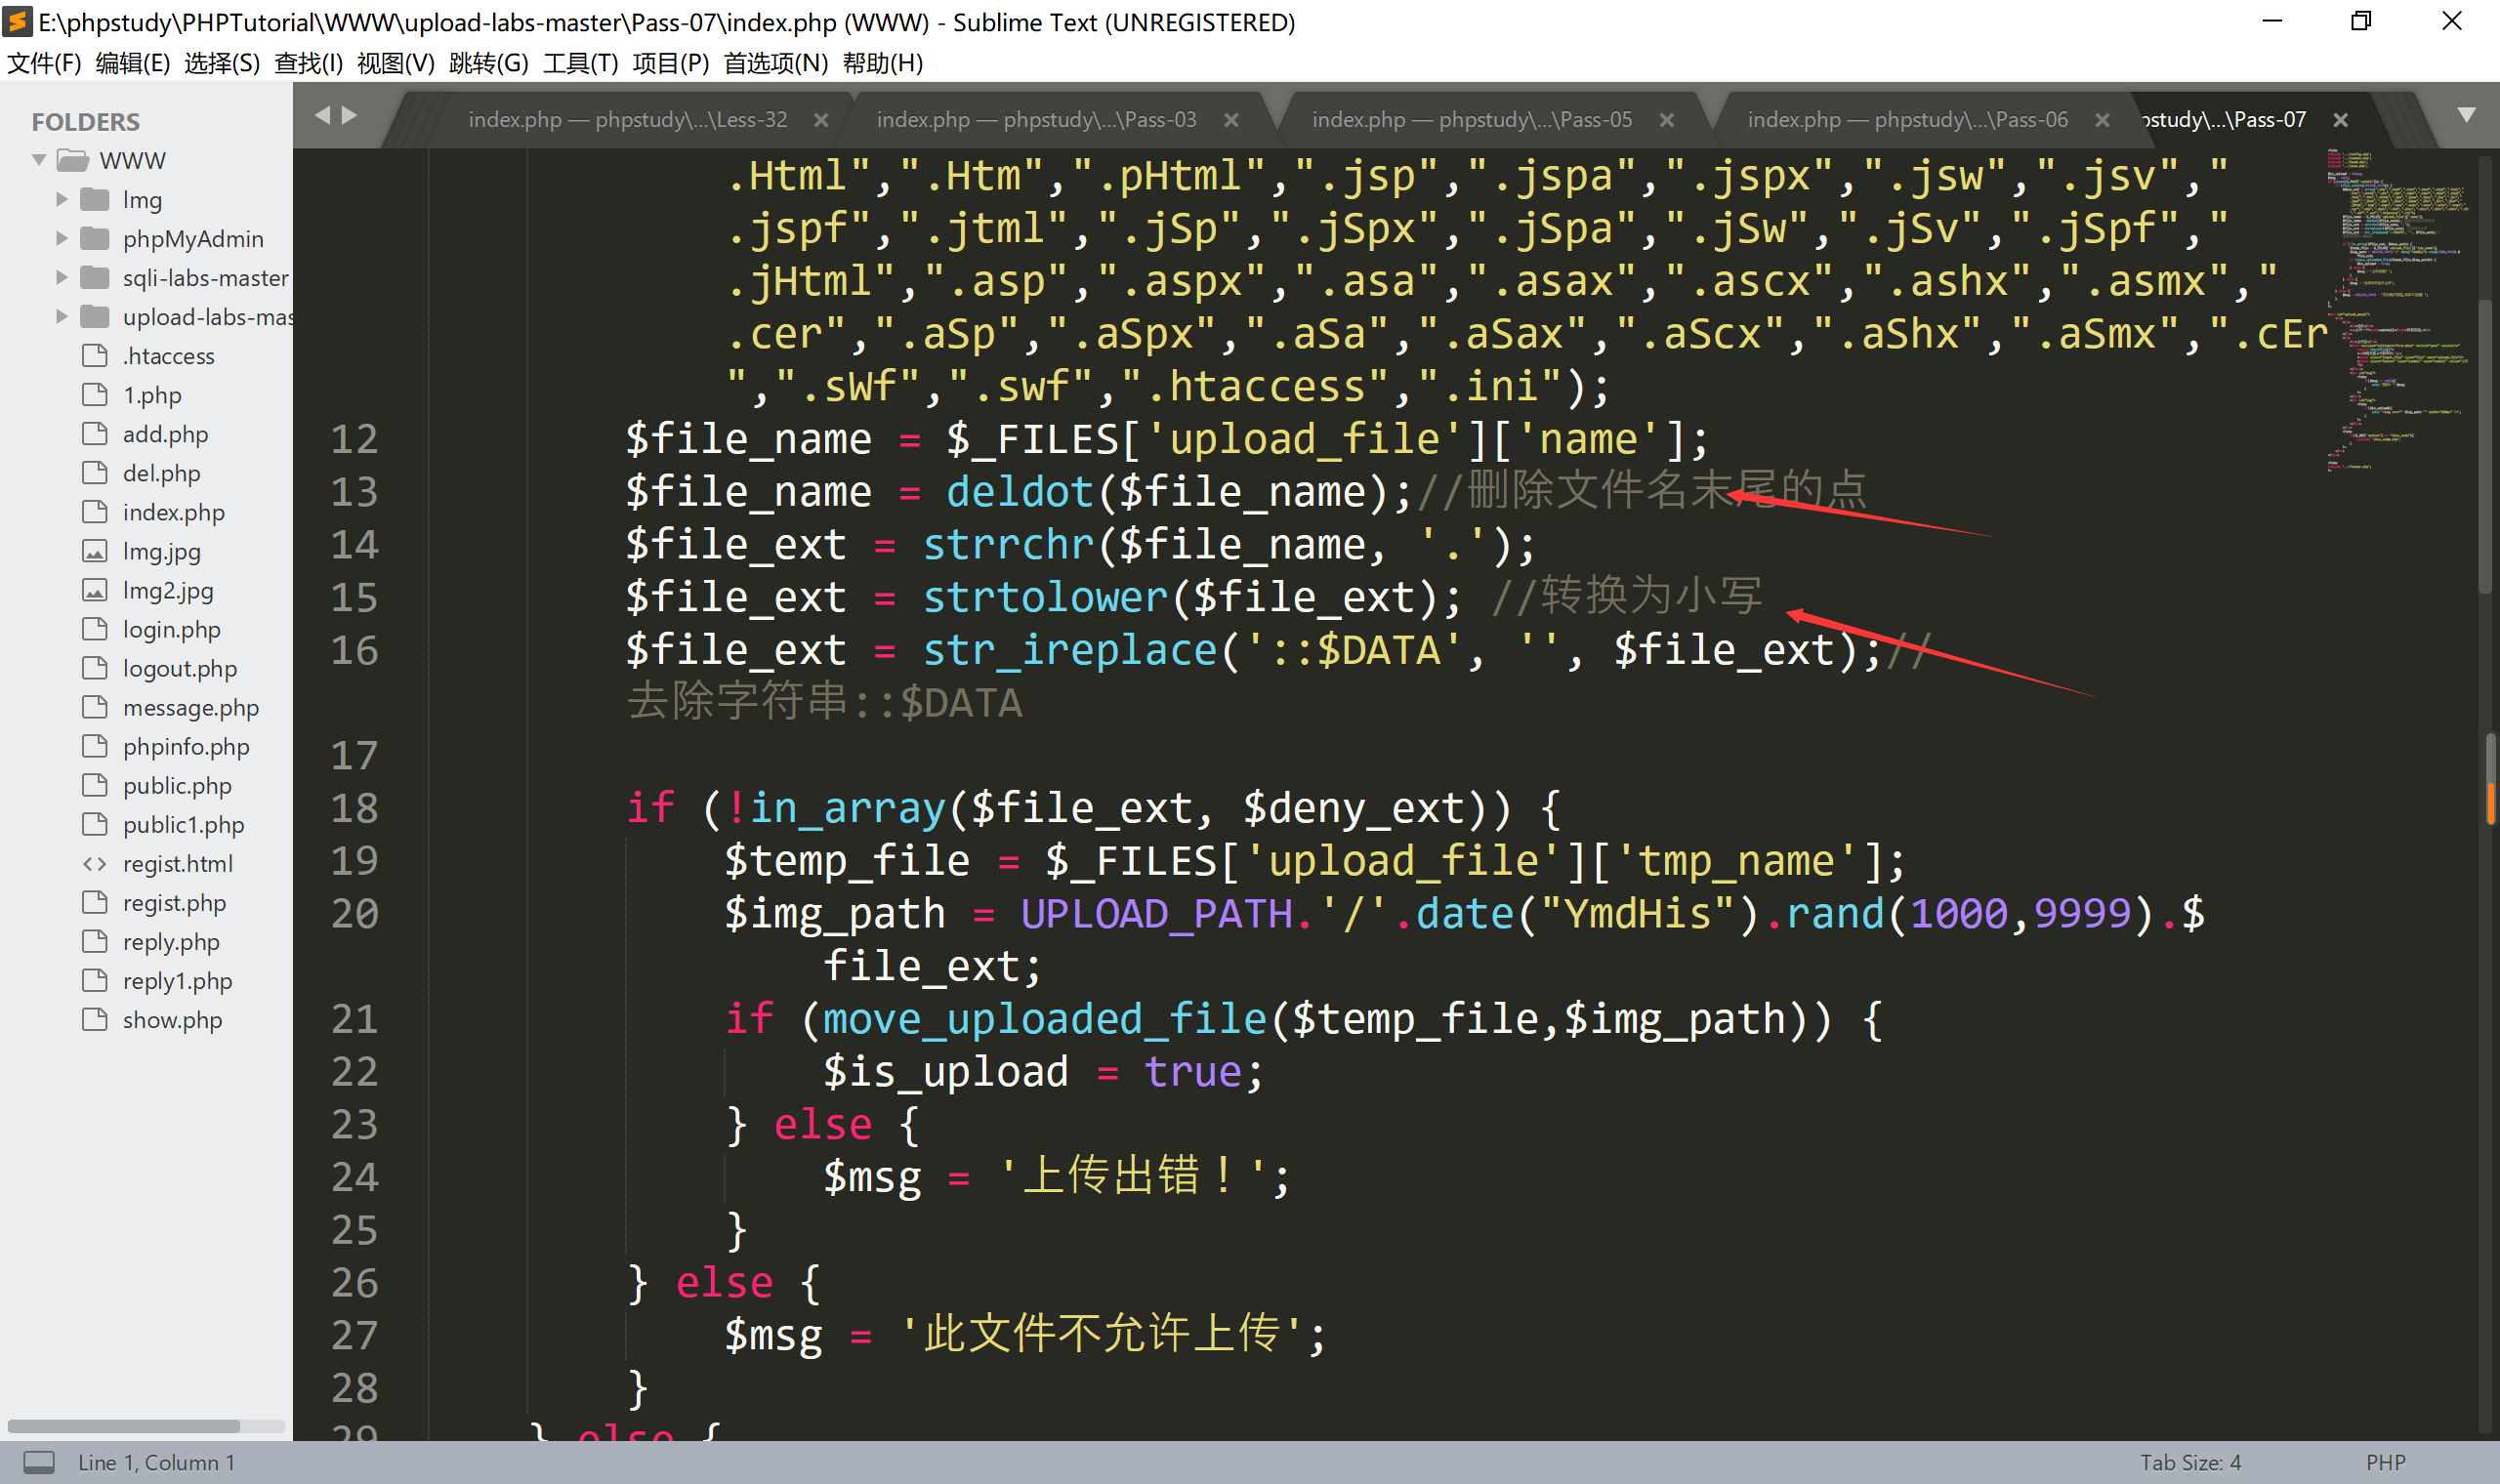 E:\phpstudy\PHPTutorial\WWW\upload-labs-master\Pass-07\index.php (WWW) - Sublime Text (UNREGISTERED)
文件(F) 编辑(E) 选择(S) 查找(I) 视图(V) 跳转(G) 工具(T) 项目(P) 首选项(N) 帮助(H)
FOLDERS
WWW
lmg
phpMyAdmin
sqli-labs-master
upload-labs-mas
.htaccess
1.php
add.php
del.php
index.php
lmg.jpg
lmg2.jpg
login.php
logout.php
message.php
phpinfo.php
public.php
public1.php
regist.html
regist.php
reply.php
reply1.php
show.php
index.php — phpstudy\...\Less-32
index.php — phpstudy\...\Pass-03
index.php — phpstudy\...\Pass-05
index.php — phpstudy\...\Pass-06
pstudy\...\Pass-07
.Html",".Htm",".pHtml",".jsp",".jspa",".jspx",".jsw",".jsv","
.jspf",".jtml",".jSp",".jSpx",".jSpa",".jSw",".jSv",".jSpf","
.jHtml",".asp",".aspx",".asa",".asax",".ascx",".ashx",".asmx","
.cer",".aSp",".aSpx",".aSa",".aSax",".aScx",".aShx",".aSmx",".cEr
",".sWf",".swf",".htaccess",".ini");
12 $file_name = $_FILES['upload_file']['name'];
13 $file_name = deldot($file_name);//删除文件名末尾的点
14 $file_ext = strrchr($file_name, '.');
15 $file_ext = strtolower($file_ext); //转换为小写
16 $file_ext = str_ireplace('::$DATA', '', $file_ext);//
去除字符串::$DATA
17
18 if (!in_array($file_ext, $deny_ext)) {
19 $temp_file = $_FILES['upload_file']['tmp_name'];
20 $img_path = UPLOAD_PATH.'/'.date("YmdHis").rand(1000,9999).$
file_ext;
21 if (move_uploaded_file($temp_file,$img_path)) {
22 $is_upload = true;
23 } else {
24 $msg = '上传出错！';
25 }
26 } else {
27 $msg = '此文件不允许上传';
28 }
29 } else {
Line 1, Column 1
Tab Size: 4
PHP